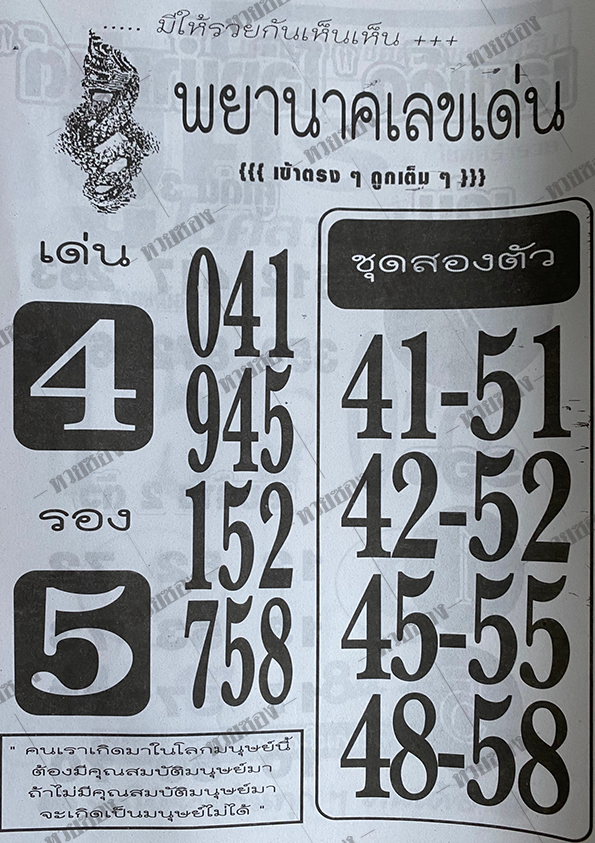 ..... มีให้รวยกันเห็นเห็น +++
พยานาคเลขเด่น
{{{ เข้าตรง ๆ ถูกเต็ม ๆ }}}
เด่น
4
รอง
5
041
945
152
758
ชุดสองตัว
41-51
42-52
45-55
48-58
" คนเราเกิดมาในโลกมนุษย์นี้
ต้องมีคุณสมบัติมนุษย์มา
ถ้าไม่มีคุณสมบัติมนุษย์มา
จะเกิดเป็นมนุษย์ไม่ได้ "
หวยซอง